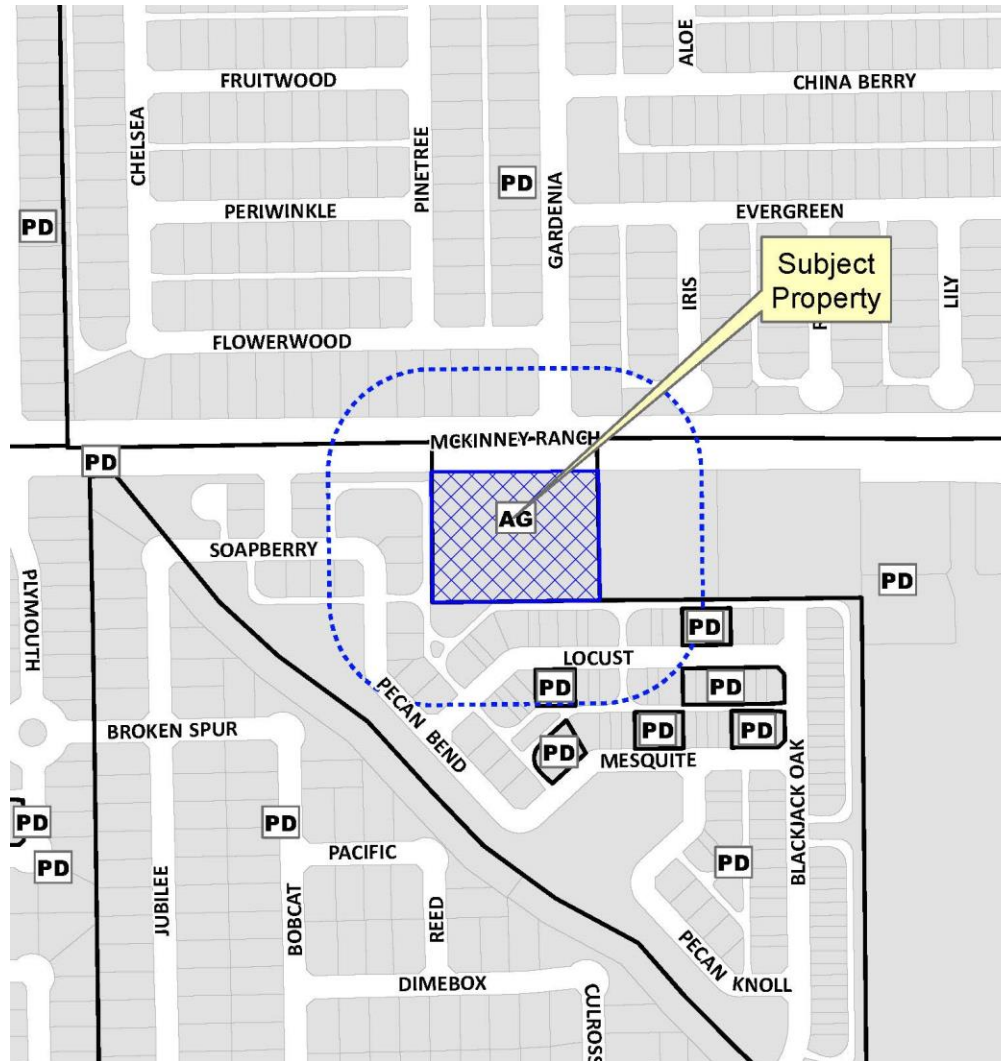 ALOE
FRUITWOOD
CHINA BERRY
CHELSEA
PINETREE
PD
GARDENIA
PERIWINKLE
EVERGREEN
PD
Subject
Property
IRIS
LILY
FLOWERWOOD
MCKINNEY RANCH
PD
AG
SOAPBERRY
PD
PLYMOUTH
PD
LOCUST
PD
PD
PECAN BEND
BROKEN SPUR
PD
PD
PD
MESQUITE
BLACKJACK OAK
PD
PD
PD
PACIFIC
PD
JUBILEE
BOBCAT
REED
PECAN KNOLL
DIMEBOX
CULROSS